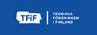 TFiF
TEKNISKA
FÖRENINGEN
I FINLAND